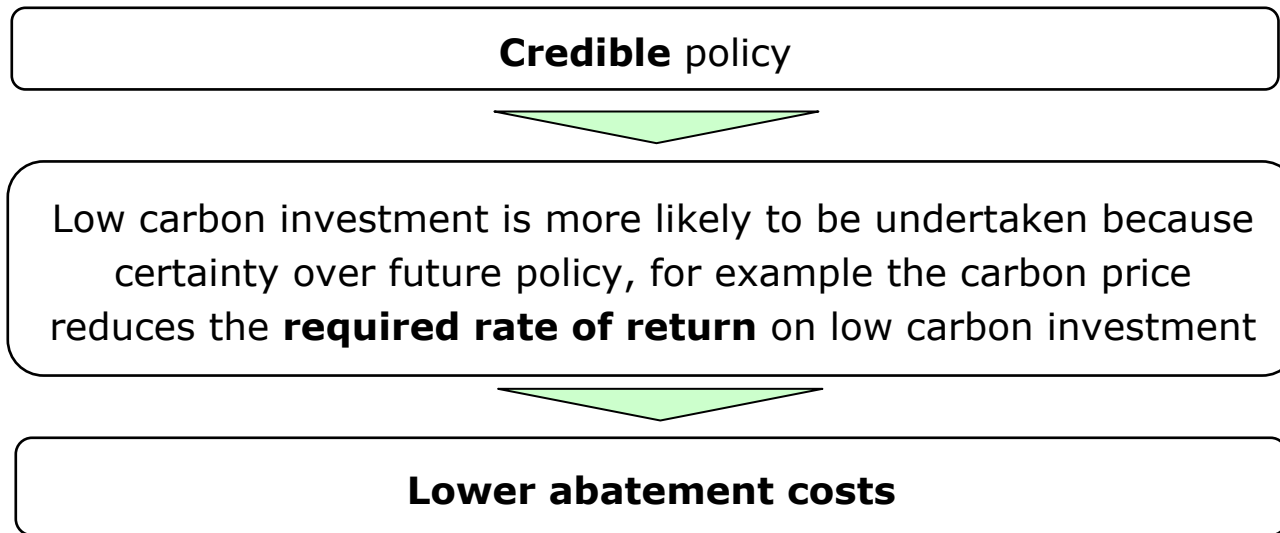 Credible policy
Low carbon investment is more likely to be undertaken because
certainty over future policy, for example the carbon price
reduces the required rate of return on low carbon investment
Lower abatement costs